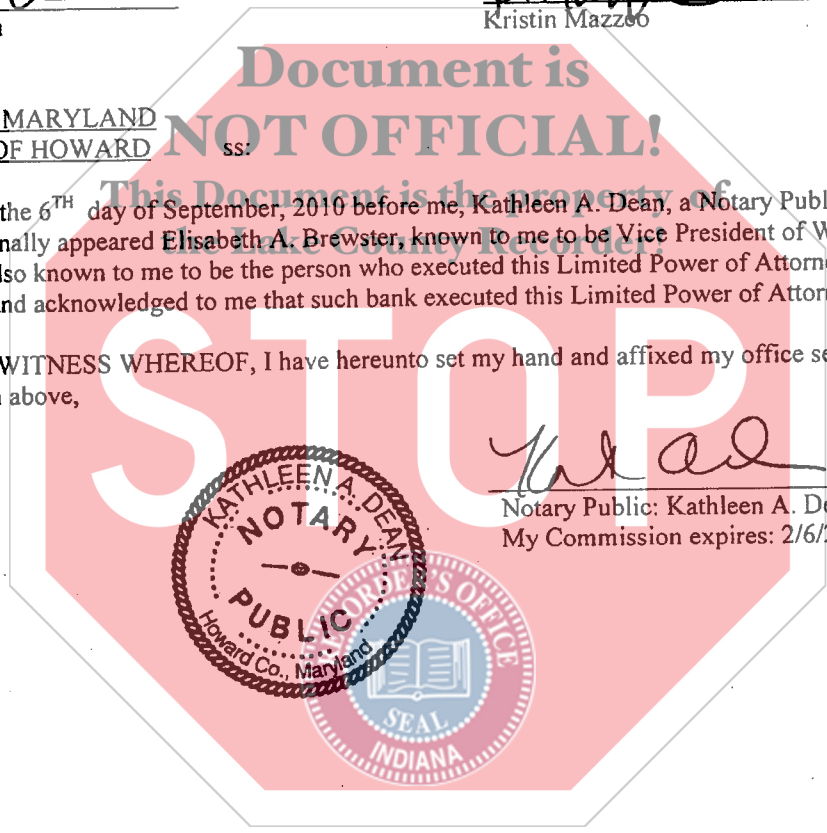 Kristin Mazzeo
Document is
MARYLAND
NOT OFFICIAL!
OF HOWARD ss:
This Document is the property of
the 6TH day of September, 2010 before me, Kathleen A. Dean, a Notary Publ
nally appeared Elisabeth A. Brewster, known to me to be Vice President of W
the Lake County Recorder!
lso known to me to be the person who executed this Limited Power of Attorn
nd acknowledged to me that such bank executed this Limited Power of Attor
STOP
WITNESS WHEREOF, I have hereunto set my hand and affixed my office se
above,
KATHLEEN A. DEAN
NOTARY
PUBLIC
Howard Co., Maryland
Notary Public: Kathleen A. De
My Commission expires: 2/6/2
RECORDER'S OFFICE
SEAL
INDIANA